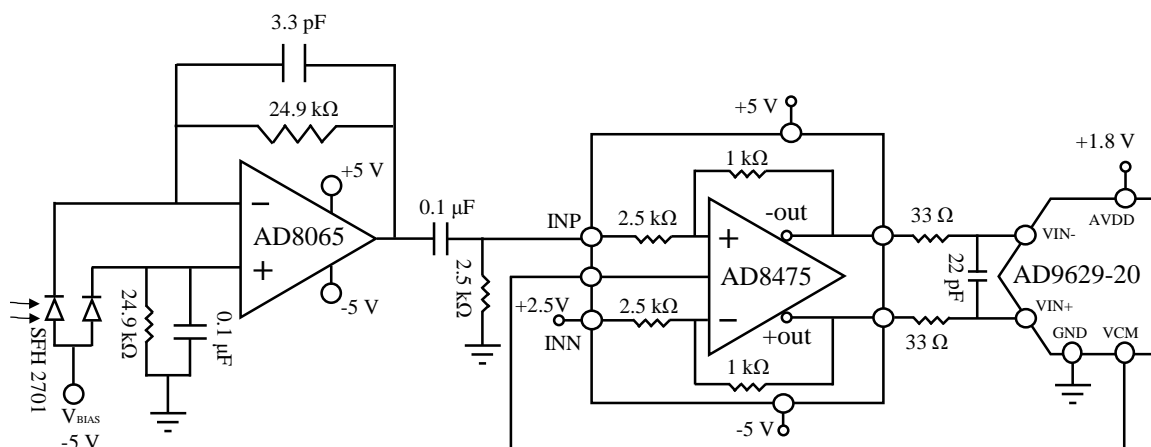 3.3 pF
24.9 kΩ
+5 V
AD8065
−
+
-5 V
24.9 kΩ
0.1 µF
SFH 2701
VBIAS
-5 V
0.1 µF
2.5 kΩ
INP
+2.5V
INN
+5 V
1 kΩ
2.5 kΩ
-out
+
AD8475
2.5 kΩ
−
+out
1 kΩ
-5 V
33 Ω
22 pF
33 Ω
+1.8 V
AVDD
VIN-
AD9629-20
VIN+
GND
VCM